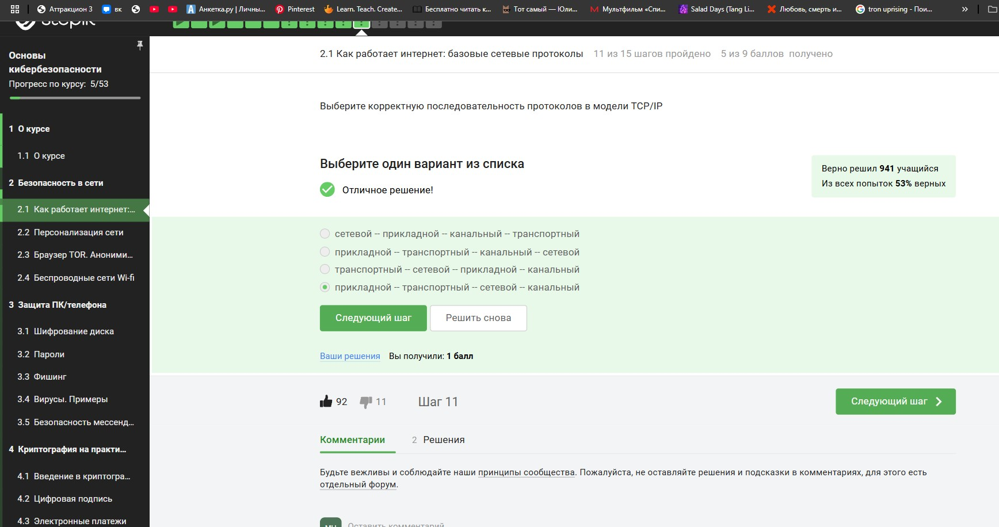 Аттракцион 3
вк
Анкетка.ру | Личны...
Pinterest
Learn. Teach. Create...
Бесплатно читать к...
Тот самый — Юли...
Мультфильм «Спи...
Salad Days (Tang Li...
Любовь, смерть и...
tron uprising - Пои...
Основы
кибербезопасности
Прогресс по курсу: 5/53
1 О курсе
1.1 О курсе
2 Безопасность в сети
2.1 Как работает интернет:...
2.2 Персонализация сети
2.3 Браузер TOR. Аноними...
2.4 Беспроводные сети Wi-fi
3 Защита ПК/телефона
3.1 Шифрование диска
3.2 Пароли
3.3 Фишинг
3.4 Вирусы. Примеры
3.5 Безопасность мессенд...
4 Криптография на практи...
4.1 Введение в криптогра...
4.2 Цифровая подпись
4.3 Электронные платежи
2.1 Как работает интернет: базовые сетевые протоколы 11 из 15 шагов пройдено 5 из 9 баллов получено
Выберите корректную последовательность протоколов в модели TCP/IP
Выберите один вариант из списка
Отличное решение!
Верно решил 941 учащийся
Из всех попыток 53% верных
сетевой -- прикладной -- канальный -- транспортный
прикладной -- транспортный -- канальный -- сетевой
транспортный -- сетевой -- прикладной -- канальный
прикладной -- транспортный -- сетевой -- канальный
Следующий шаг
Решить снова
Ваши решения Вы получили: 1 балл
92
11
Шаг 11
Следующий шаг
Комментарии
2 Решения
Будьте вежливы и соблюдайте наши принципы сообщества. Пожалуйста, не оставляйте решения и подсказки в комментариях, для этого есть
отдельный форум.
Оставить комментарий